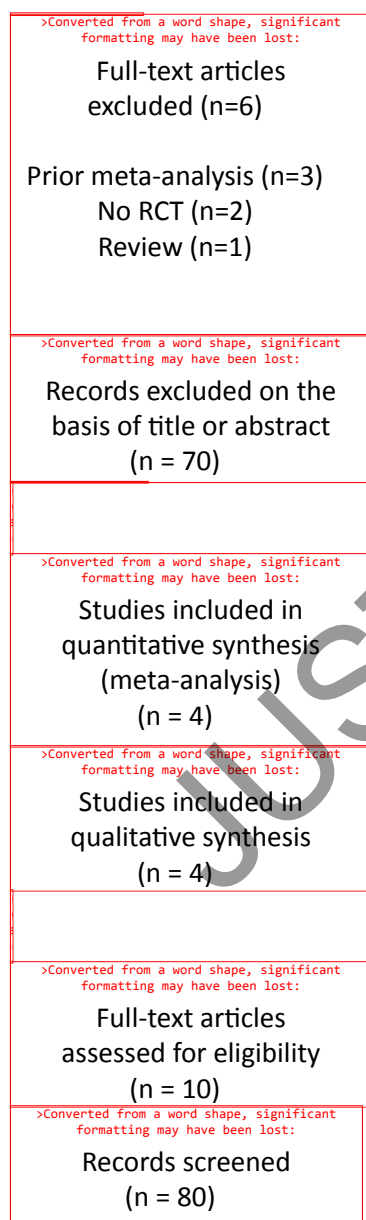 >Converted from a word shape, significant
formatting may have been lost:
Full-text articles
excluded (n=6)
Prior meta-analysis (n=3)
No RCT (n=2)
Review (n=1)
>Converted from a word shape, significant
formatting may have been lost:
Records excluded on the
basis of title or abstract
(n = 70)
>Converted from a word shape, significant
formatting may have been lost:
Studies included in
quantitative synthesis
(meta-analysis)
(n = 4)
>Converted from a word shape, significant
formatting may have been lost:
Studies included in
qualitative synthesis
(n = 4)
>Converted from a word shape, significant
formatting may have been lost:
Full-text articles
assessed for eligibility
(n = 10)
>Converted from a word shape, significant
formatting may have been lost:
Records screened
(n = 80)
JUS